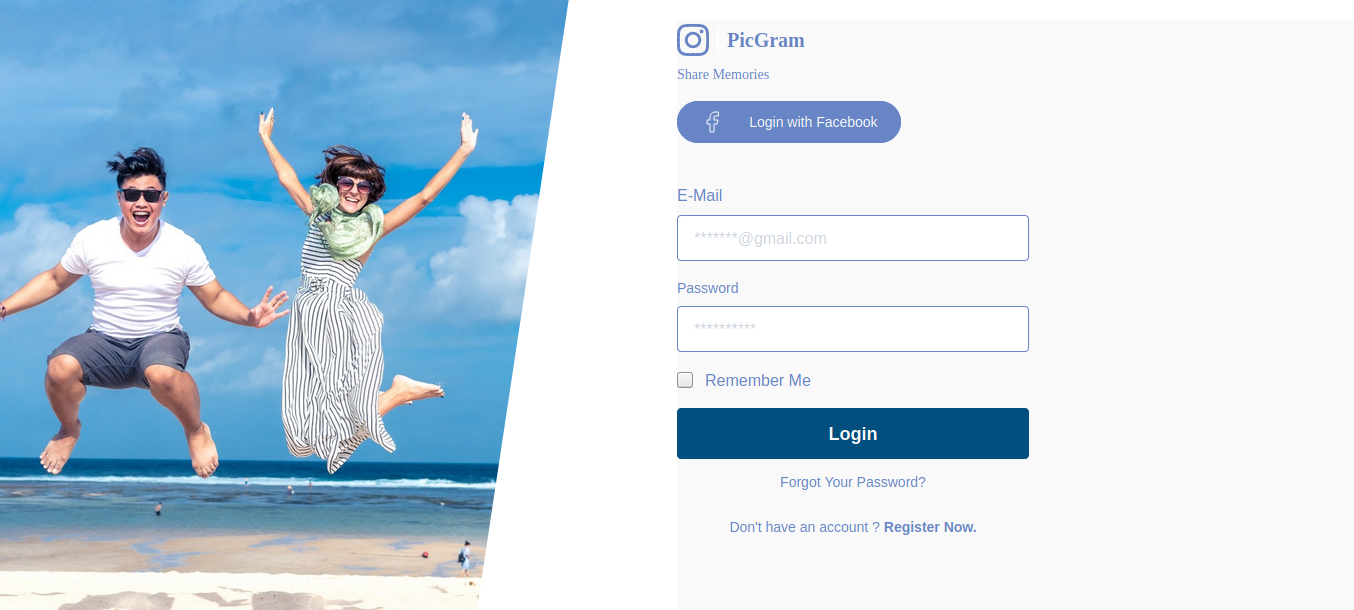 PicGram
Share Memories
Login with Facebook
E-Mail
*******@gmail.com
Password
**********
Remember Me
Login
Forgot Your Password?
Don't have an account ? Register Now.